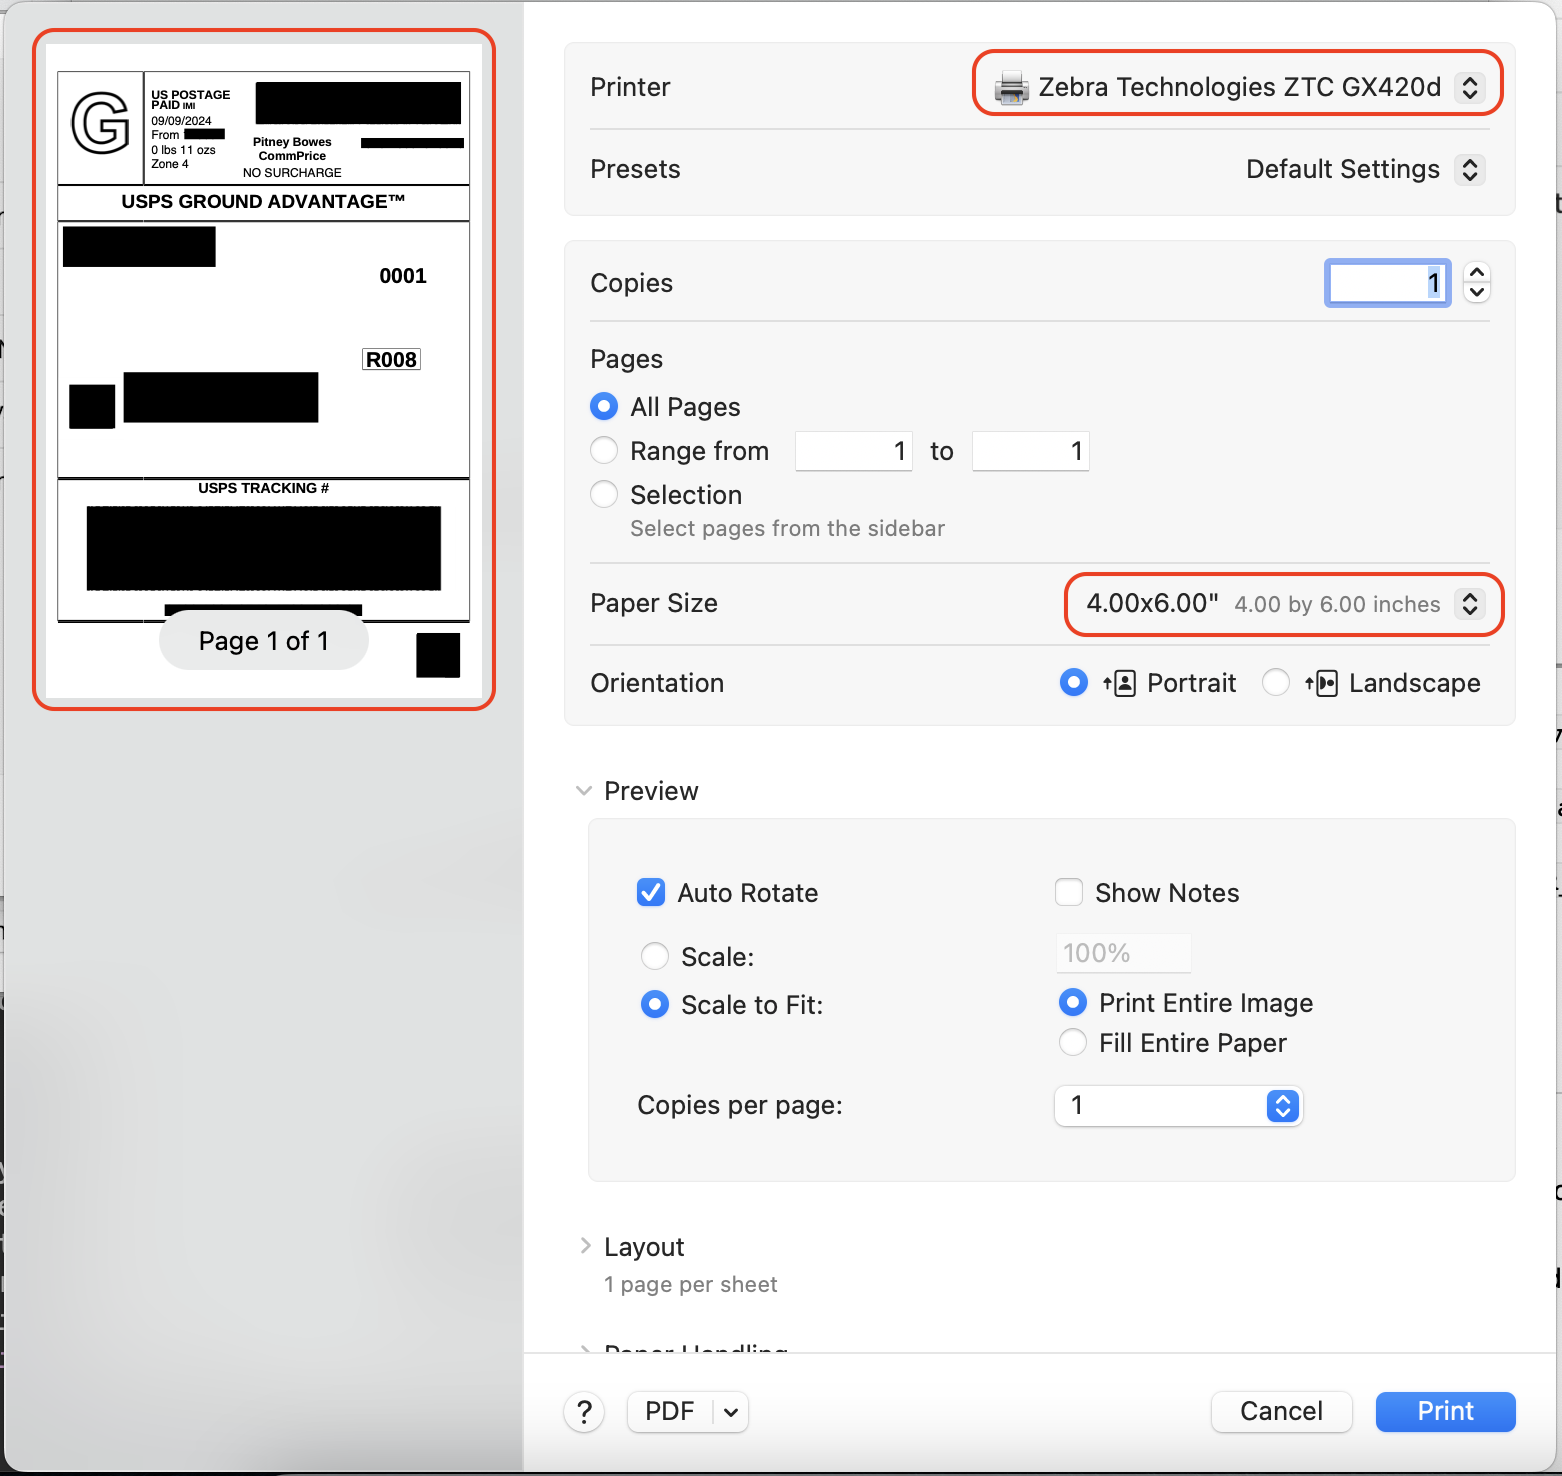 G
US POSTAGE
PAID IMI
09/09/2024
From
0 lbs 11 ozs
Zone 4
Pitney Bowes
CommPrice
NO SURCHARGE
USPS GROUND ADVANTAGE™
0001
R008
USPS TRACKING #
Page 1 of 1
Printer Zebra Technologies ZTC GX420d
Presets Default Settings
Copies 1
Pages
All Pages
Range from 1 to 1
Selection
Select pages from the sidebar
Paper Size 4.00x6.00" 4.00 by 6.00 inches
Orientation Portrait Landscape
Preview
Auto Rotate Show Notes
Scale: 100%
Scale to Fit: Print Entire Image
Fill Entire Paper
Copies per page: 1
Layout
1 page per sheet
Paper Handling
? PDF Cancel Print